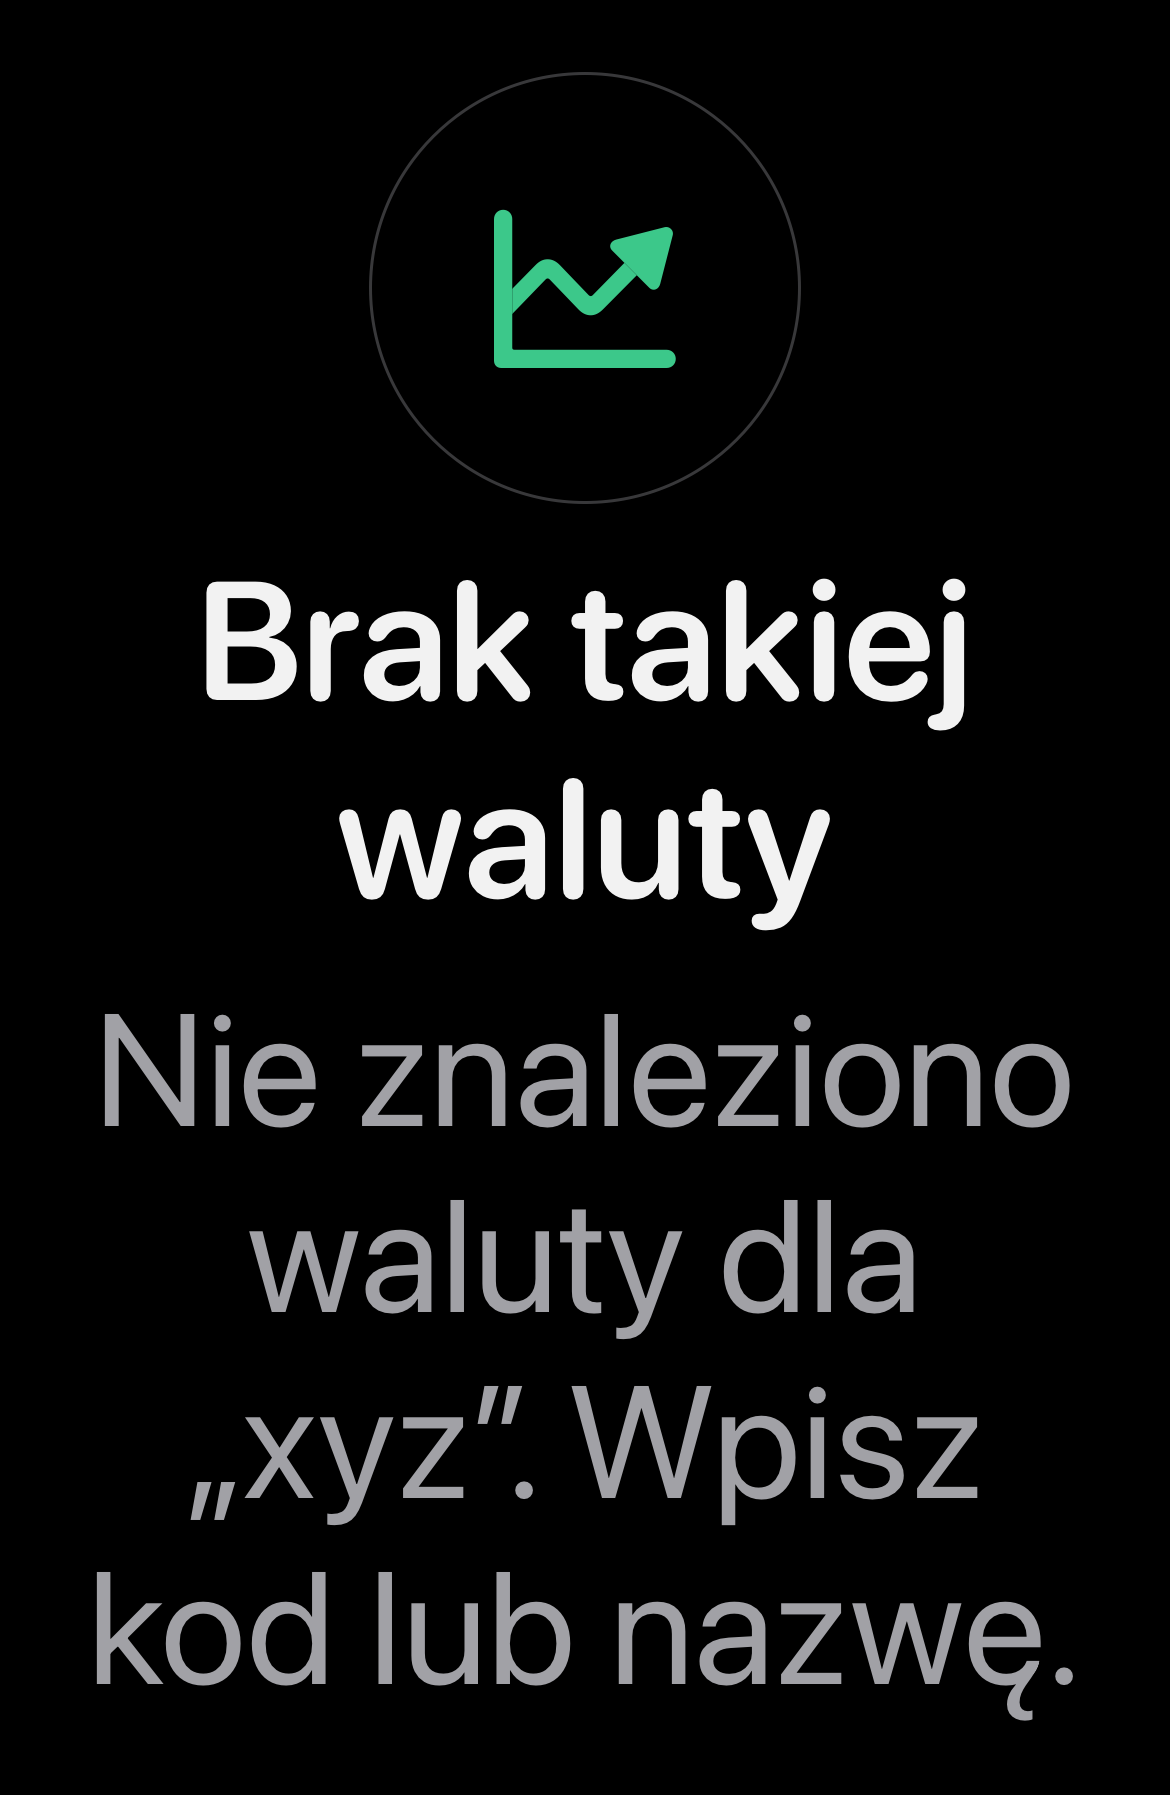 Brak takiej
waluty
Nie znaleziono
waluty dla
„xyz”. Wpisz
kod lub nazwę.